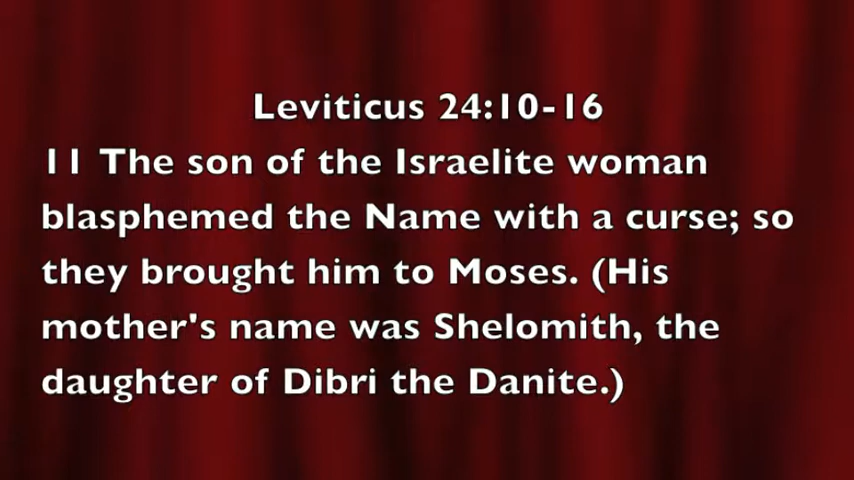 Leviticus 24:10-16
11 The son of the Israelite woman
blasphemed the Name with a curse; so
they brought him to Moses. (His
mother's name was Shelomith, the
daughter of Dibri the Danite.)